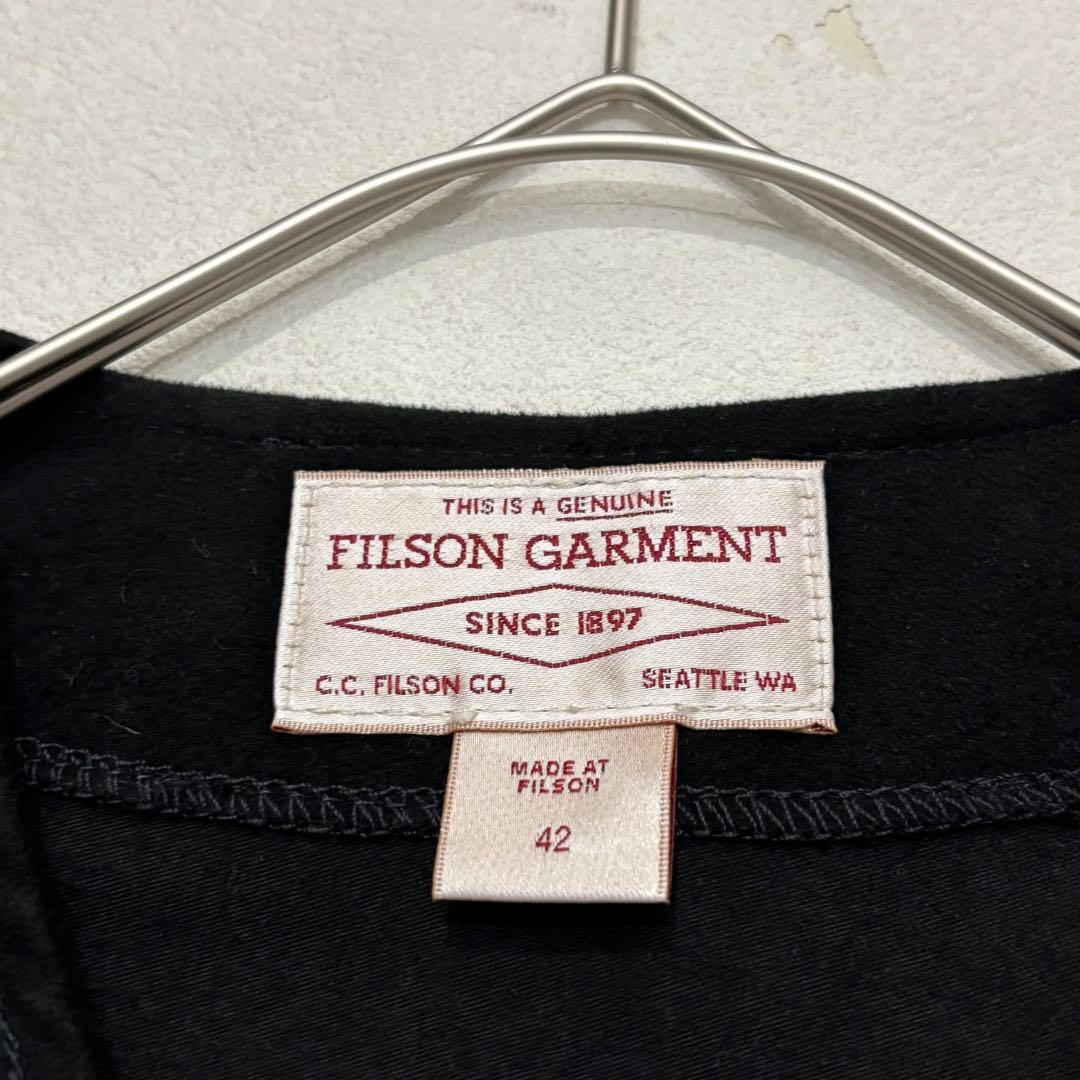 THIS IS A GENUINE
FILSON GARMENT
SINCE 1897
C.C. FILSON CO. SEATTLE WA
MADE AT
FILSON
42